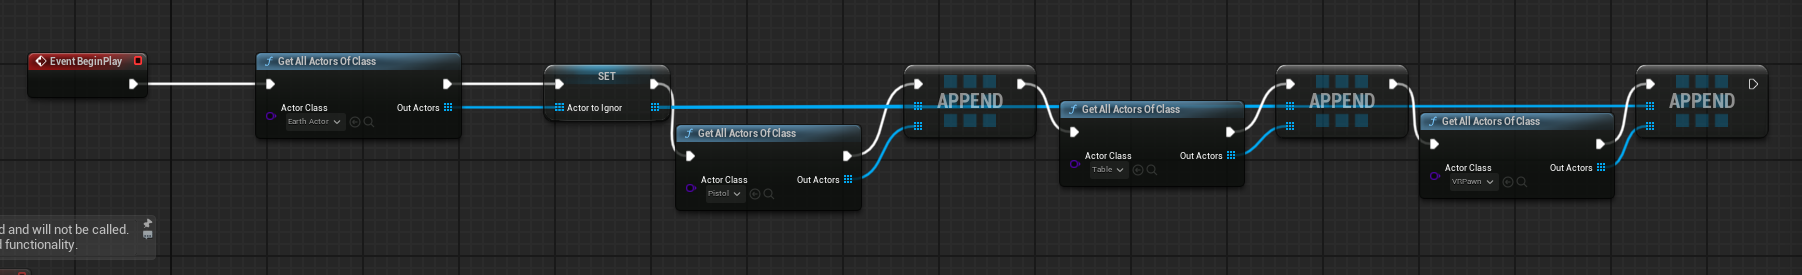 Event BeginPlay
f Get All Actors Of Class
Actor Class
Earth Actor
Out Actors
SET
Actor to Ignor
f Get All Actors Of Class
Actor Class
Pistol
Out Actors
APPEND
f Get All Actors Of Class
Actor Class
Table
Out Actors
APPEND
f Get All Actors Of Class
Actor Class
VRPawn
Out Actors
APPEND
d and will not be called.
functionality.